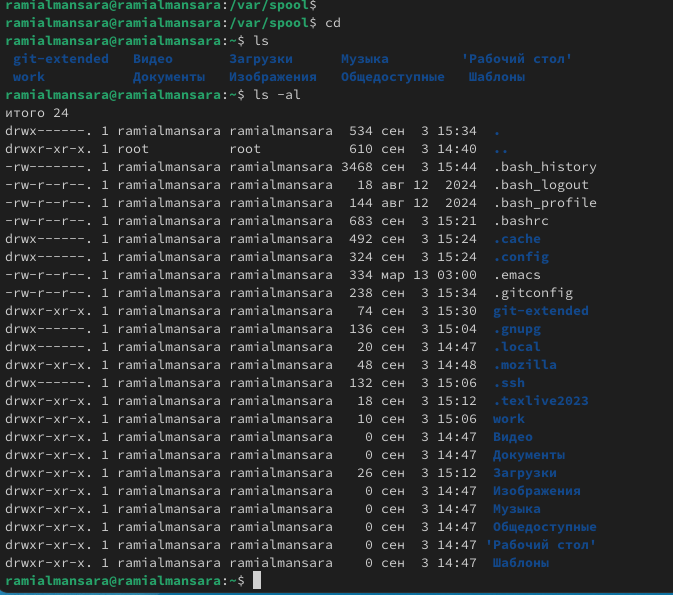 ramialmansara@ramialmansara:/var/spool$
ramialmansara@ramialmansara:/var/spool$ cd
ramialmansara@ramialmansara:~$ ls
git-extended Видео Загрузки Музыка 'Рабочий стол'
work Документы Изображения Общедоступные Шаблоны
ramialmansara@ramialmansara:~$ ls -al
итого 24
drwx------. 1 ramialmansara ramialmansara 534 сен 3 15:34 .
drwxr-xr-x. 1 root root 610 сен 3 14:40 ..
-rw-------. 1 ramialmansara ramialmansara 3468 сен 3 15:44 .bash_history
-rw-r--r--. 1 ramialmansara ramialmansara 18 авг 12 2024 .bash_logout
-rw-r--r--. 1 ramialmansara ramialmansara 144 авг 12 2024 .bash_profile
-rw-r--r--. 1 ramialmansara ramialmansara 683 сен 3 15:21 .bashrc
drwx------. 1 ramialmansara ramialmansara 492 сен 3 15:24 .cache
drwx------. 1 ramialmansara ramialmansara 324 сен 3 15:24 .config
-rw-r--r--. 1 ramialmansara ramialmansara 334 мар 13 03:00 .emacs
-rw-r--r--. 1 ramialmansara ramialmansara 238 сен 3 15:34 .gitconfig
drwxr-xr-x. 1 ramialmansara ramialmansara 74 сен 3 15:30 git-extended
drwx------. 1 ramialmansara ramialmansara 136 сен 3 15:04 .gnupg
drwx------. 1 ramialmansara ramialmansara 20 сен 3 14:47 .local
drwxr-xr-x. 1 ramialmansara ramialmansara 48 сен 3 14:48 .mozilla
drwx------. 1 ramialmansara ramialmansara 132 сен 3 15:06 .ssh
drwxr-xr-x. 1 ramialmansara ramialmansara 18 сен 3 15:12 .texlive2023
drwxr-xr-x. 1 ramialmansara ramialmansara 10 сен 3 15:06 work
drwxr-xr-x. 1 ramialmansara ramialmansara 0 сен 3 14:47 Видео
drwxr-xr-x. 1 ramialmansara ramialmansara 0 сен 3 14:47 Документы
drwxr-xr-x. 1 ramialmansara ramialmansara 26 сен 3 15:12 Загрузки
drwxr-xr-x. 1 ramialmansara ramialmansara 0 сен 3 14:47 Изображения
drwxr-xr-x. 1 ramialmansara ramialmansara 0 сен 3 14:47 Музыка
drwxr-xr-x. 1 ramialmansara ramialmansara 0 сен 3 14:47 Общедоступные
drwxr-xr-x. 1 ramialmansara ramialmansara 0 сен 3 14:47 'Рабочий стол'
drwxr-xr-x. 1 ramialmansara ramialmansara 0 сен 3 14:47 Шаблоны
ramialmansara@ramialmansara:~$